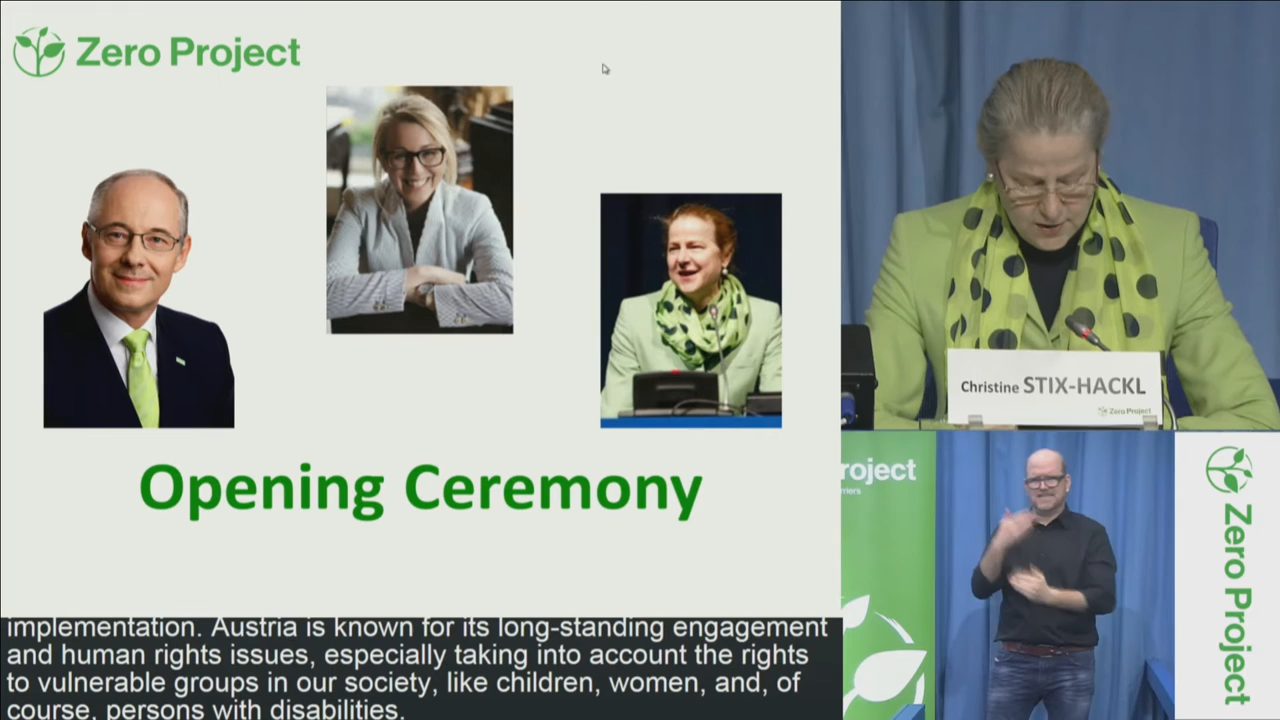 Zero Project
Opening Ceremony
implementation. Austria is known for its long-standing engagement
and human rights issues, especially taking into account the rights
to vulnerable groups in our society, like children, women, and, of
course, persons with disabilities.
Christine STIX-HACKL
Zero Project
roject
rriers
Zero Project